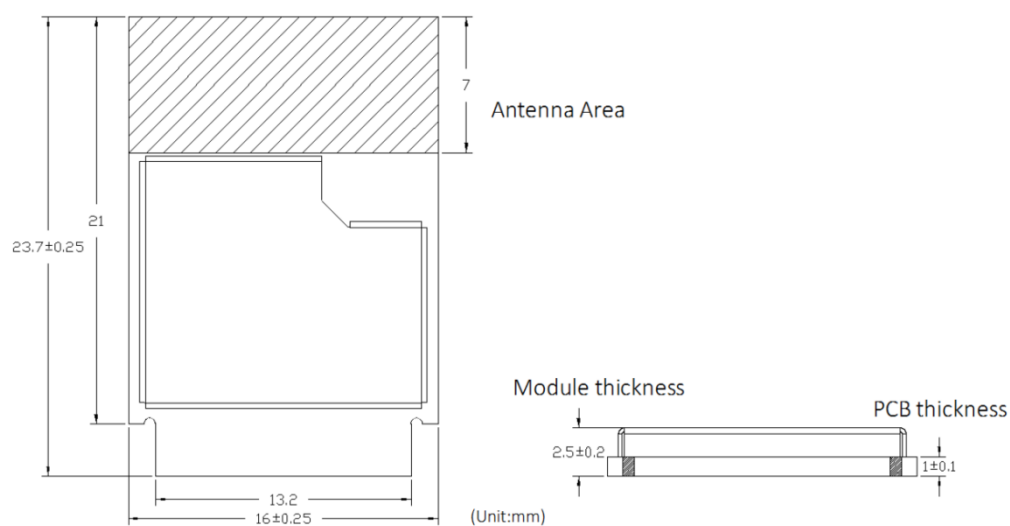 7
Antenna Area
21
23.7±0.25
Module thickness
PCB thickness
2.5±0.2
1±0.1
13.2
16±0.25
(Unit:mm)